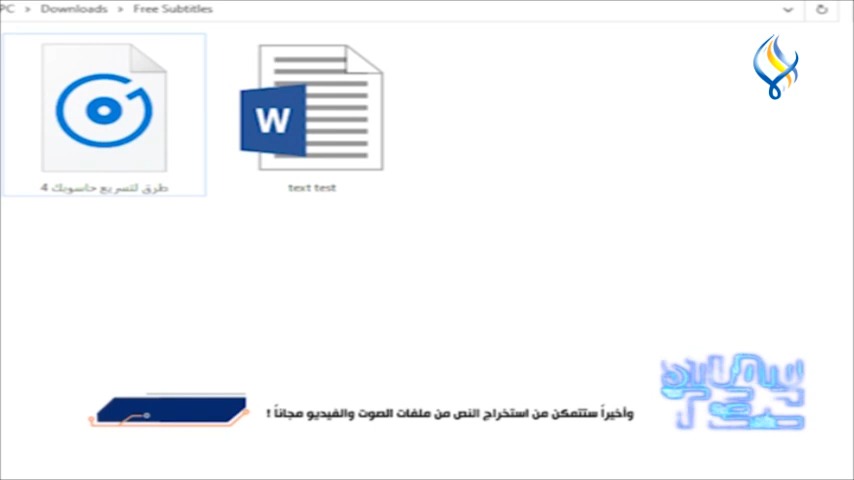 PC > Downloads > Free Subtitles
طرق لتسريع حاسوبك 4
text test
W
وأخيراً ستتمكن من استخراج النص من ملفات الصوت والفيديو مجاناً !